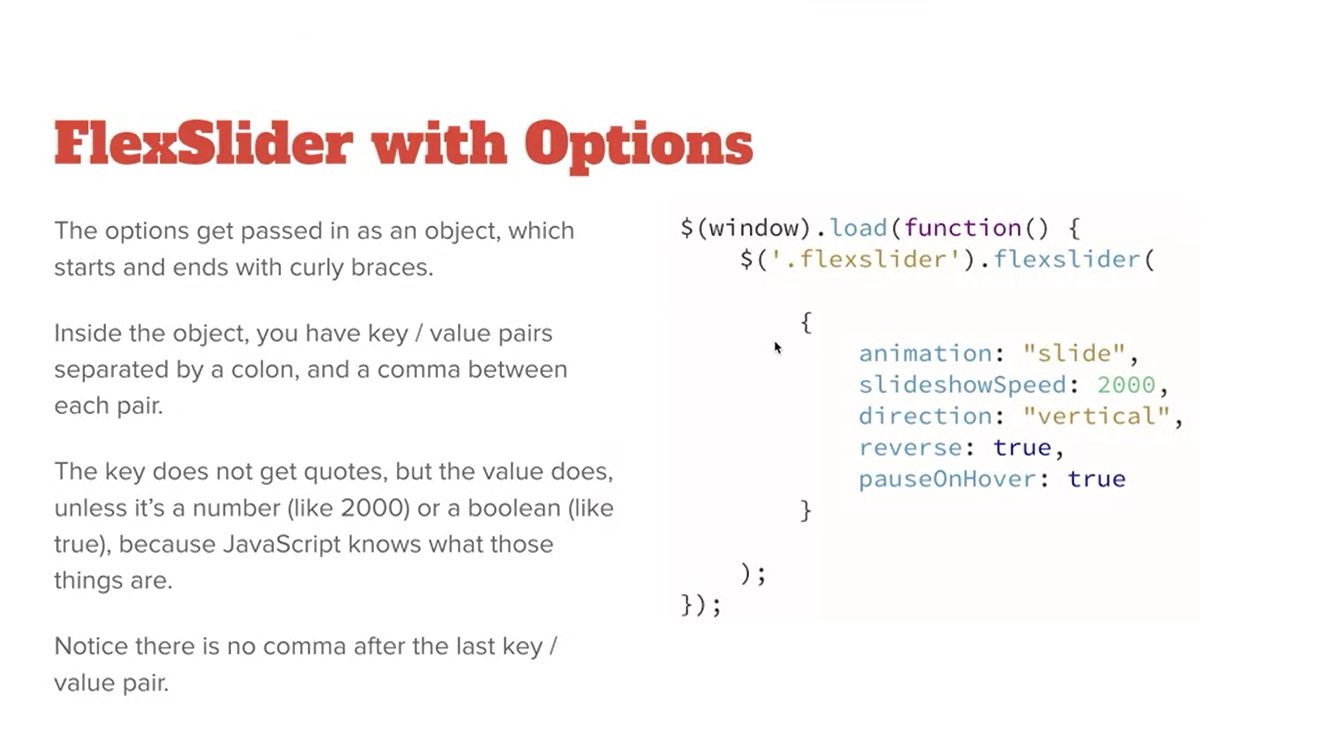 FlexSlider with Options
The options get passed in as an object, which
starts and ends with curly braces.
Inside the object, you have key / value pairs
separated by a colon, and a comma between
each pair.
The key does not get quotes, but the value does,
unless it’s a number (like 2000) or a boolean (like
true), because JavaScript knows what those
things are.
Notice there is no comma after the last key /
value pair.
$(window).load(function() {
$('.flexslider').flexslider(
{
animation: "slide",
slideshowSpeed: 2000,
direction: "vertical",
reverse: true,
pauseOnHover: true
}
);
});